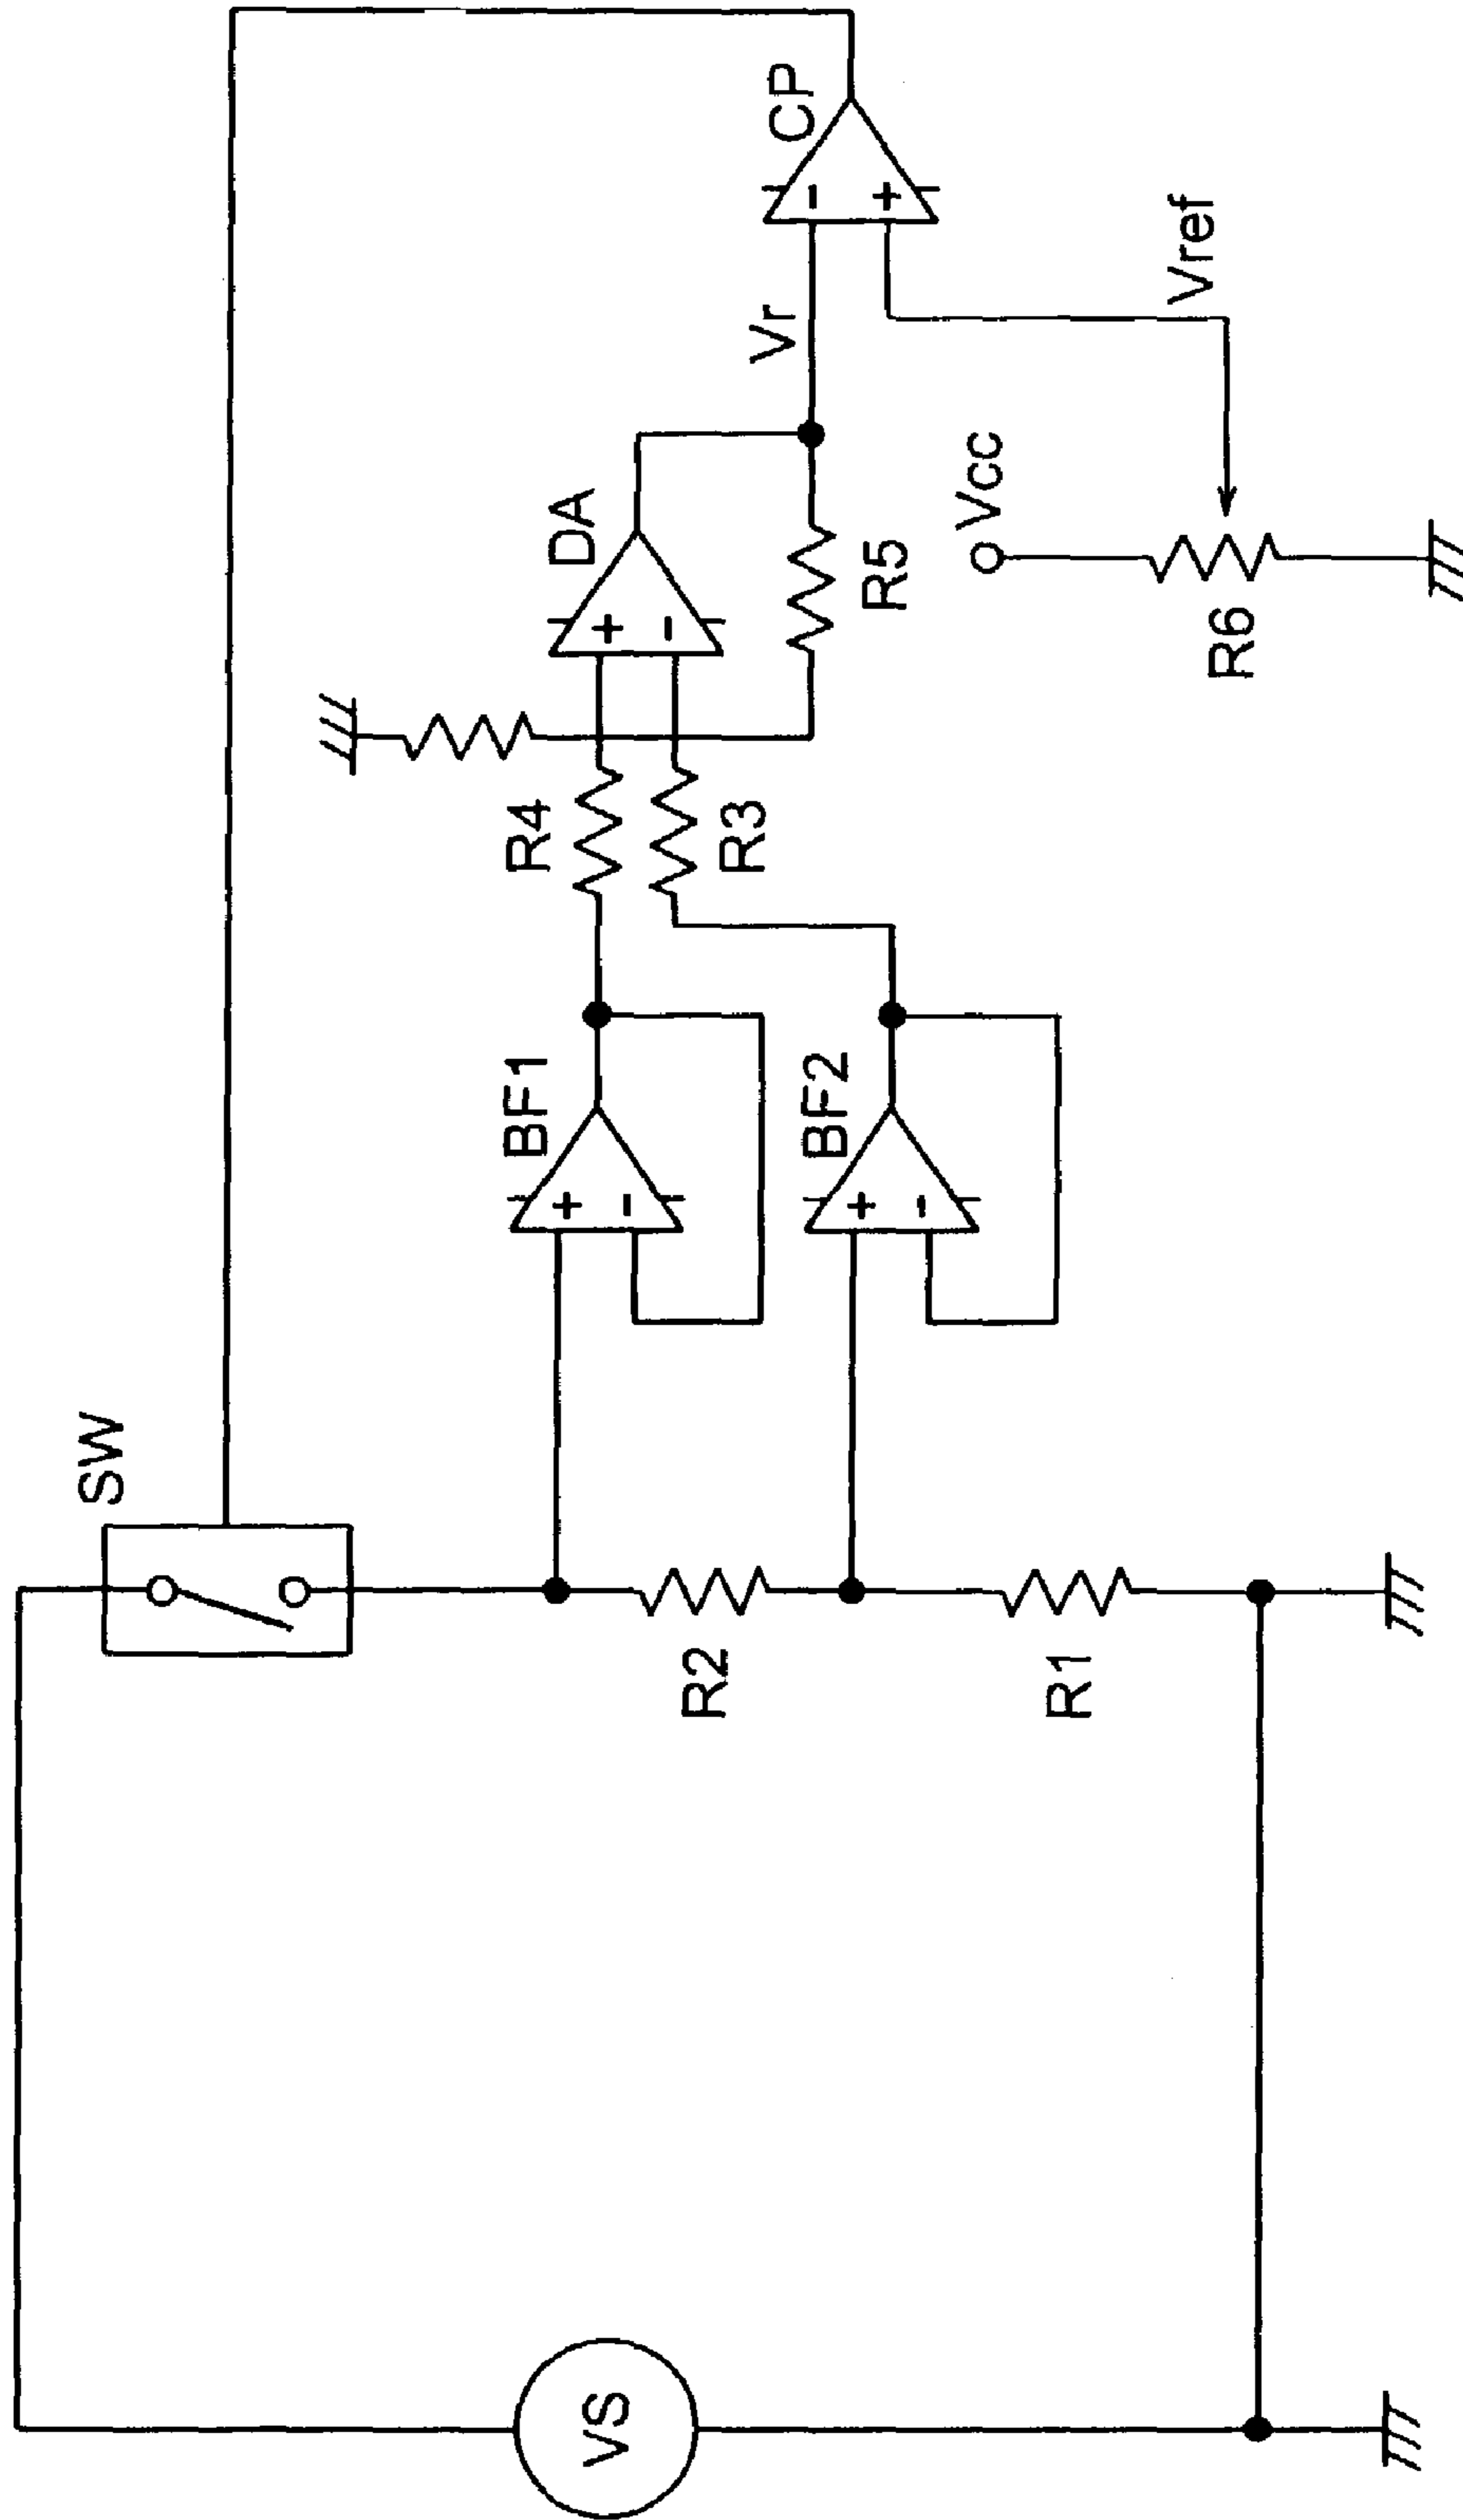 VS
SW
R2
R1
BF1
BF2
+
-
+
-
R4
R3
DA
+
-
R5
Vr
CP
-
+
Vcc
R6
Vref